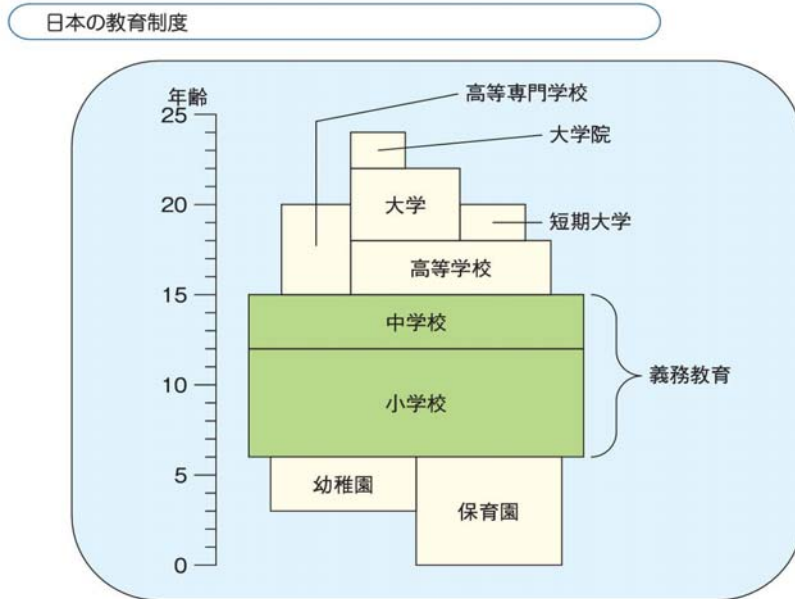 日本の教育制度
年齢
25
20
15
10
5
0
高等専門学校
大学院
大学
短期大学
高等学校
中学校
小学校
義務教育
幼稚園
保育園